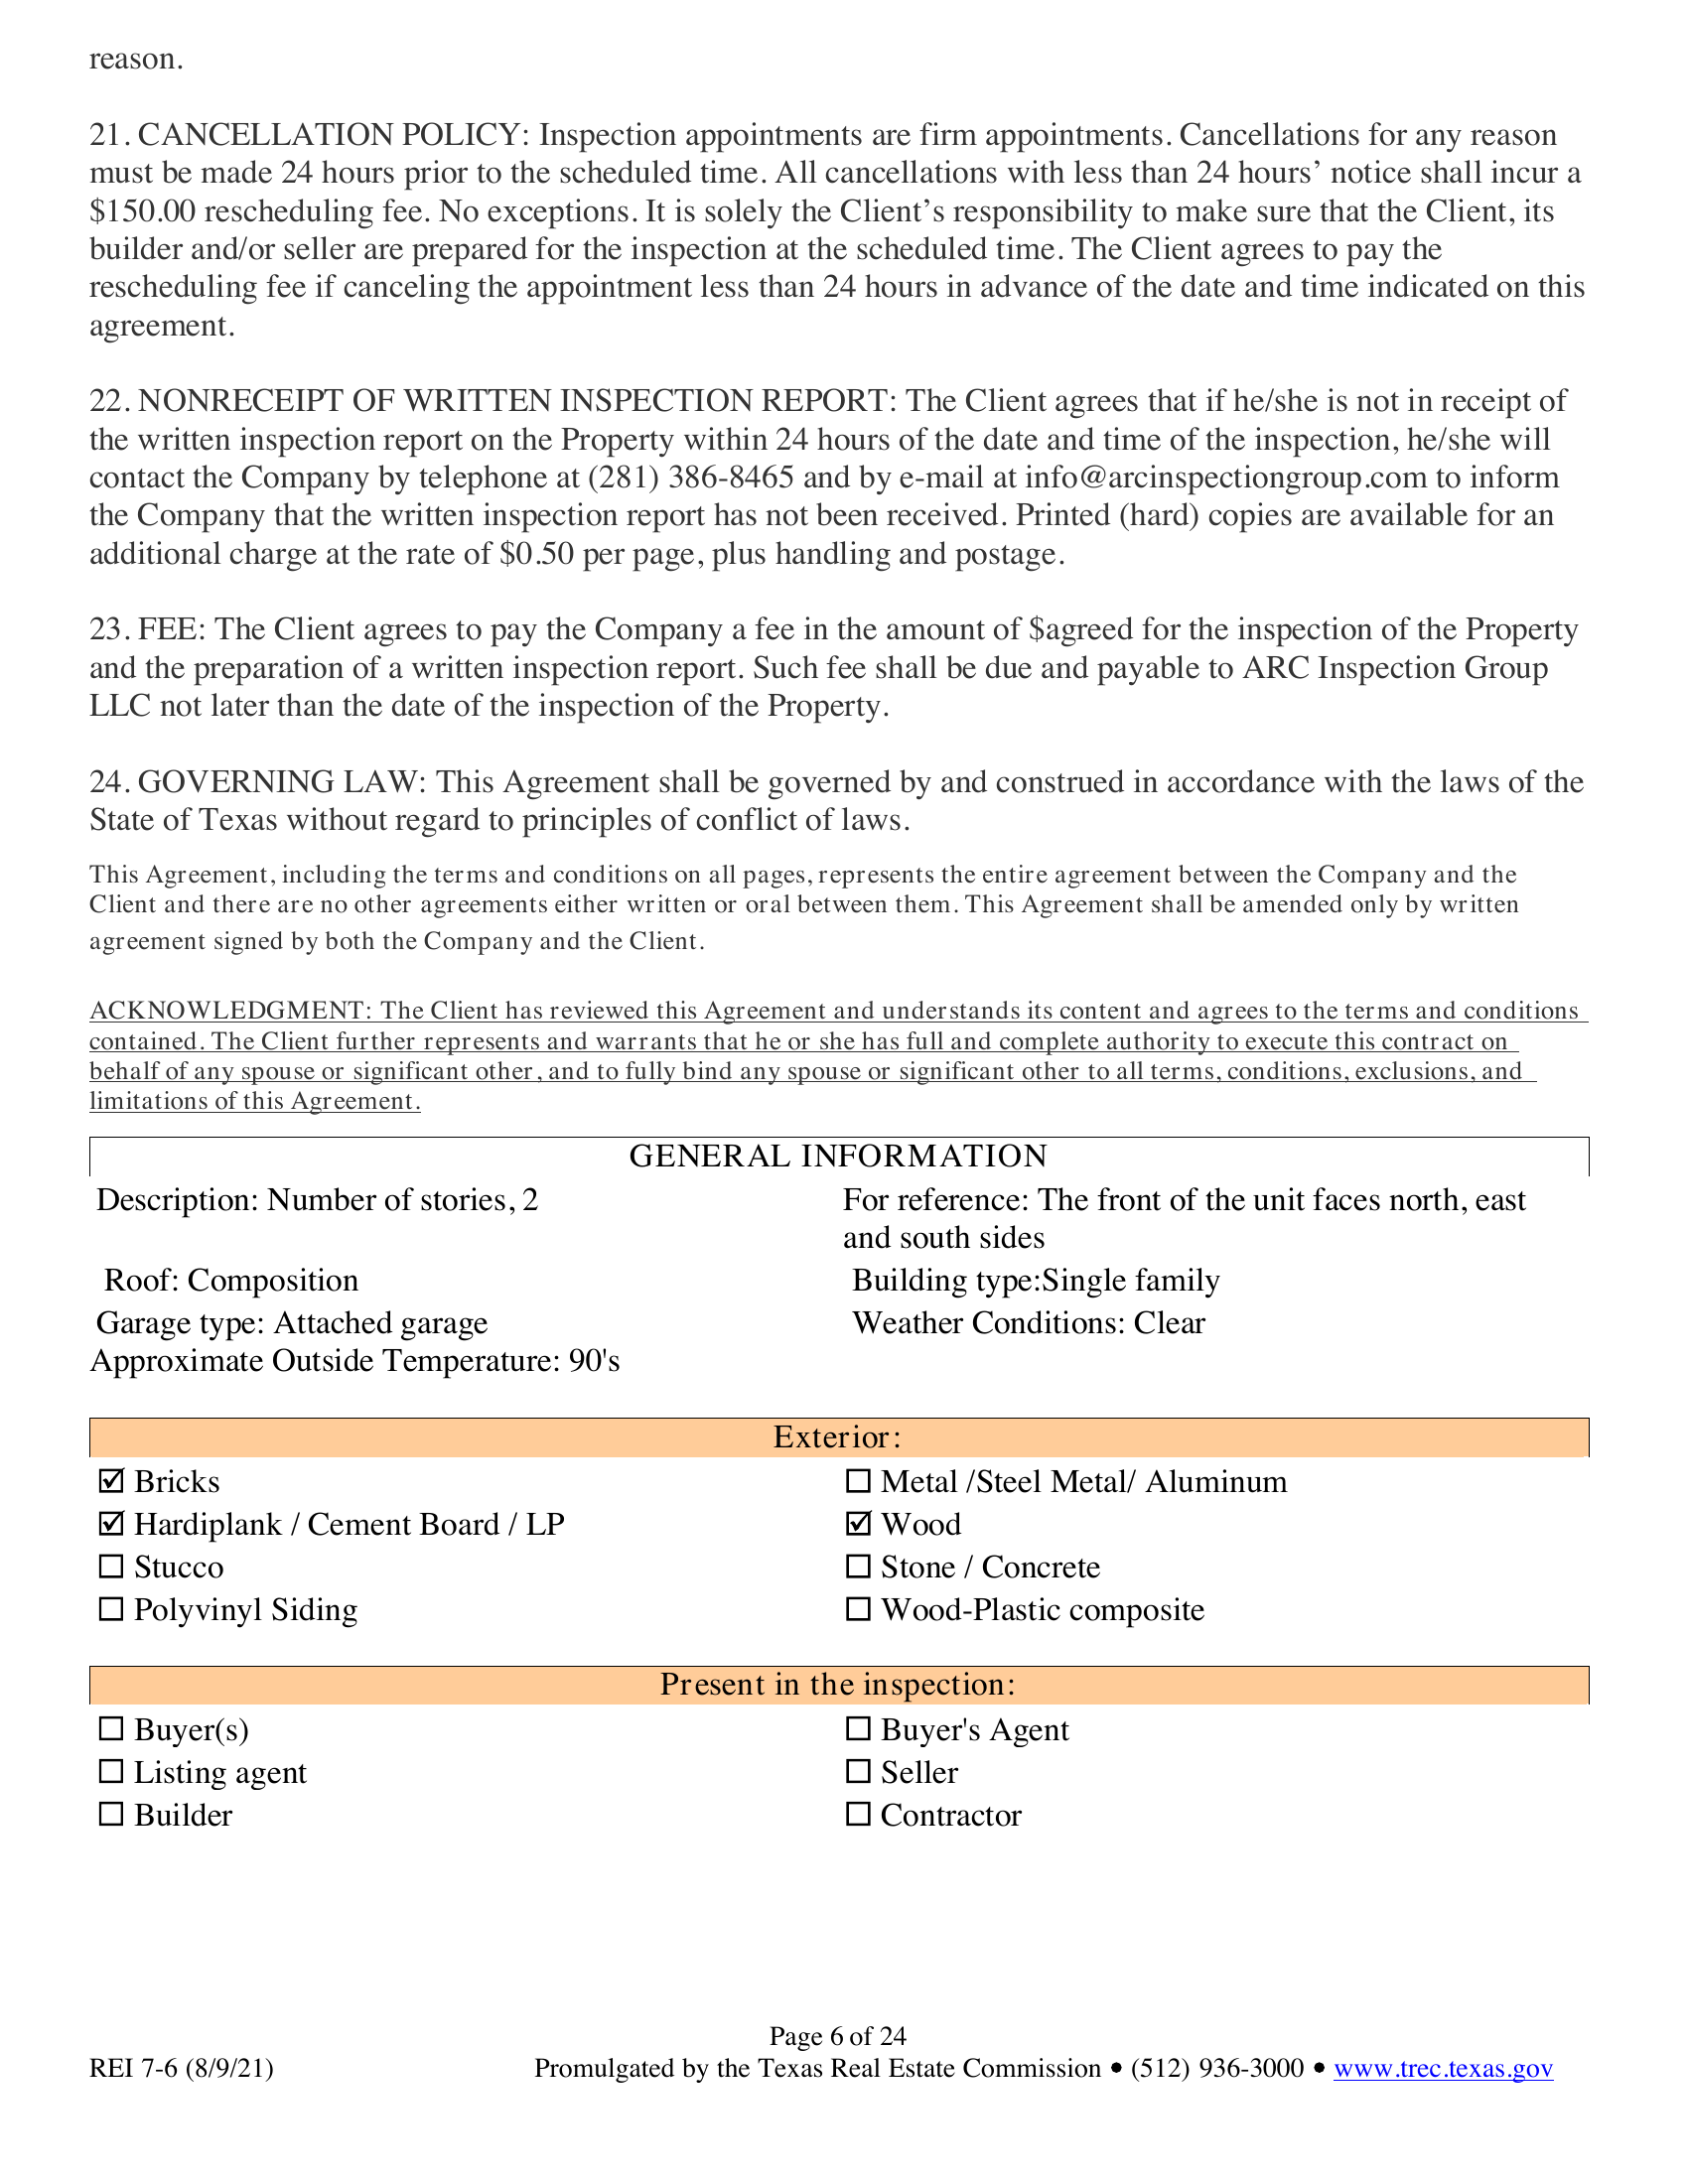 reason.
21. CANCELLATION POLICY: Inspection appointments are firm appointments. Cancellations for any reason
must be made 24 hours prior to the scheduled time. All cancellations with less than 24 hours’ notice shall incur a
$150.00 rescheduling fee. No exceptions. It is solely the Client’s responsibility to make sure that the Client, its
builder and/or seller are prepared for the inspection at the scheduled time. The Client agrees to pay the
rescheduling fee if canceling the appointment less than 24 hours in advance of the date and time indicated on this
agreement.
22. NONRECEIPT OF WRITTEN INSPECTION REPORT: The Client agrees that if he/she is not in receipt of
the written inspection report on the Property within 24 hours of the date and time of the inspection, he/she will
contact the Company by telephone at (281) 386-8465 and by e-mail at info@arcinspectiongroup.com to inform
the Company that the written inspection report has not been received. Printed (hard) copies are available for an
additional charge at the rate of $0.50 per page, plus handling and postage.
23. FEE: The Client agrees to pay the Company a fee in the amount of $agreed for the inspection of the Property
and the preparation of a written inspection report. Such fee shall be due and payable to ARC Inspection Group
LLC not later than the date of the inspection of the Property.
24. GOVERNING LAW: This Agreement shall be governed by and construed in accordance with the laws of the
State of Texas without regard to principles of conflict of laws.
This Agreement, including the terms and conditions on all pages, represents the entire agreement between the Company and the
Client and there are no other agreements either written or oral between them. This Agreement shall be amended only by written
agreement signed by both the Company and the Client.
ACKNOWLEDGMENT: The Client has reviewed this Agreement and understands its content and agrees to the terms and conditions
contained. The Client further represents and warrants that he or she has full and complete authority to execute this contract on
behalf of any spouse or significant other, and to fully bind any spouse or significant other to all terms, conditions, exclusions, and
limitations of this Agreement.
GENERAL INFORMATION
Description: Number of stories, 2
For reference: The front of the unit faces north, east
and south sides
Roof: Composition
Building type:Single family
Garage type: Attached garage
Weather Conditions: Clear
Approximate Outside Temperature: 90's
Exterior:
☑ Bricks
☐ Metal /Steel Metal/ Aluminum
☑ Hardiplank / Cement Board / LP
☑ Wood
☐ Stucco
☐ Stone / Concrete
☐ Polyvinyl Siding
☐ Wood-Plastic composite
Present in the inspection:
☐ Buyer(s)
☐ Buyer's Agent
☐ Listing agent
☐ Seller
☐ Builder
☐ Contractor
Page 6 of 24
REI 7-6 (8/9/21)
Promulgated by the Texas Real Estate Commission • (512) 936-3000 • www.trec.texas.gov